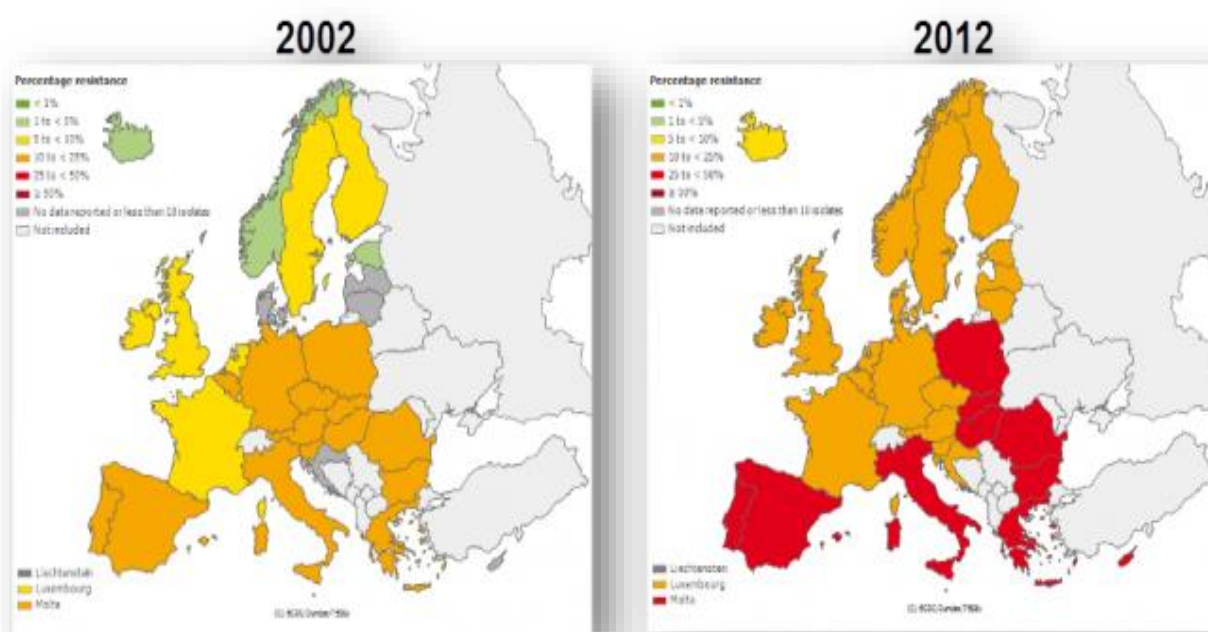 2002
Percentage resistance
< 1%
1 to < 5%
5 to < 10%
10 to < 25%
25 to < 50%
≥ 50%
No data reported or less than 10 isolates
Not included
Liechtenstein
Luxembourg
Malta
2012
Percentage resistance
< 1%
1 to < 5%
5 to < 10%
10 to < 25%
25 to < 50%
≥ 50%
No data reported or less than 10 isolates
Not included
Liechtenstein
Luxembourg
Malta